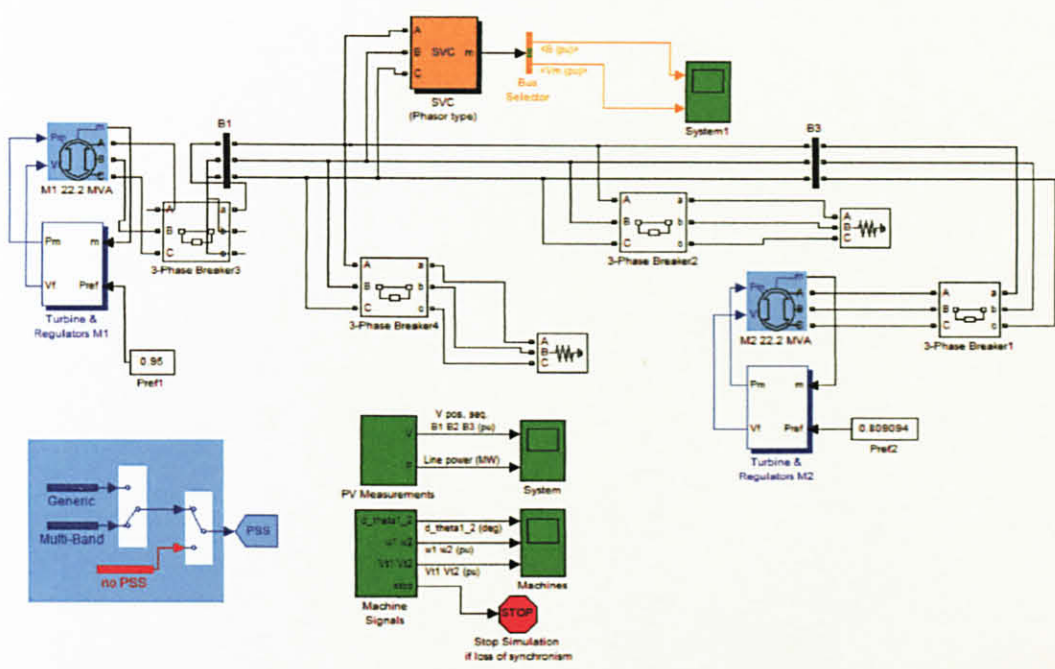 A
B
C
SVC
m
SVC
(Phasor type)
<B (pu)>
<Vm (pu)>
Bus
Selector
System1
B1
B3
Pm
Vf
m
A
B
C
M1 22.2 MVA
A
B
C
a
b
c
3-Phase Breaker3
Pm
Vf
m
Pref
Turbine &
Regulators M1
0.95
Pref1
A
B
C
a
b
c
3-Phase Breaker4
A
B
C
A
B
C
a
b
c
3-Phase Breaker2
A
B
C
Pm
m
A
B
C
M2 22.2 MVA
A
B
C
a
b
c
3-Phase Breaker1
Pm
Vf
m
Pref
Turbine &
Regulators M2
0.809094
Pref2
Generic
Multi-Band
no PSS
PSS
V pos. seq.
B1 B2 B3 (pu)
V
Line power (MW)
PV Measurements
System
d_theta1_2
d_theta1_2 (deg)
w1 w2
w1 w2 (pu)
Vt1 Vt2
Vt1 Vt2 (pu)
stop
Machine
Signals
Machines
STOP
Stop Simulation
if loss of synchronism